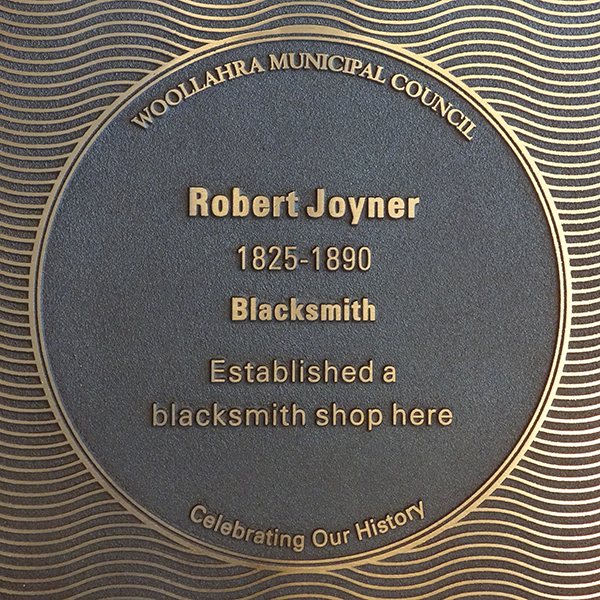 WOOLLAHRA MUNICIPAL COUNCIL
Robert Joyner
1825-1890
Blacksmith
Established a
blacksmith shop here
Celebrating Our History